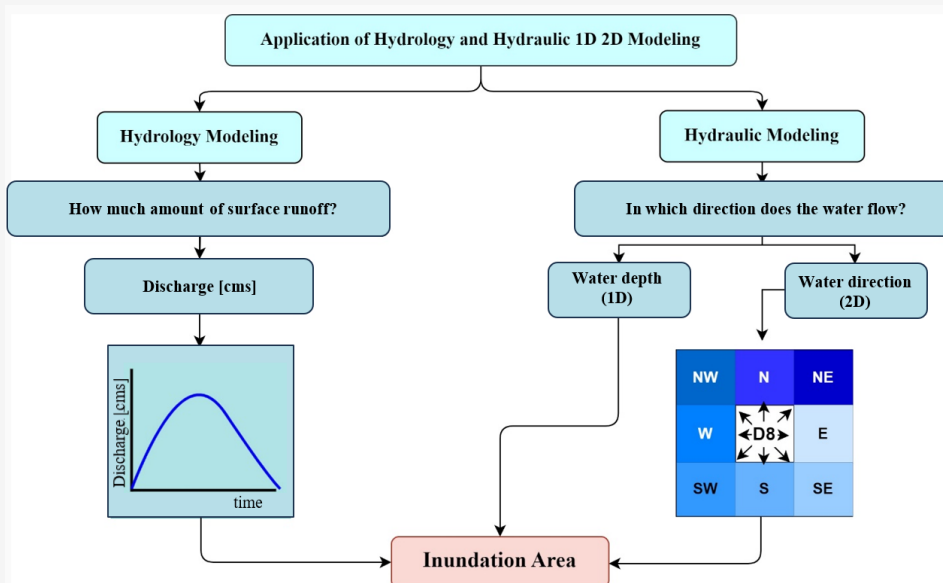 Application of Hydrology and Hydraulic 1D 2D Modeling
Hydrology Modeling
Hydraulic Modeling
How much amount of surface runoff?
In which direction does the water flow?
Discharge [cms]
Water depth
(1D)
Water direction
(2D)
Discharge [cms]
time
NW N NE
W D8 E
SW S SE
Inundation Area